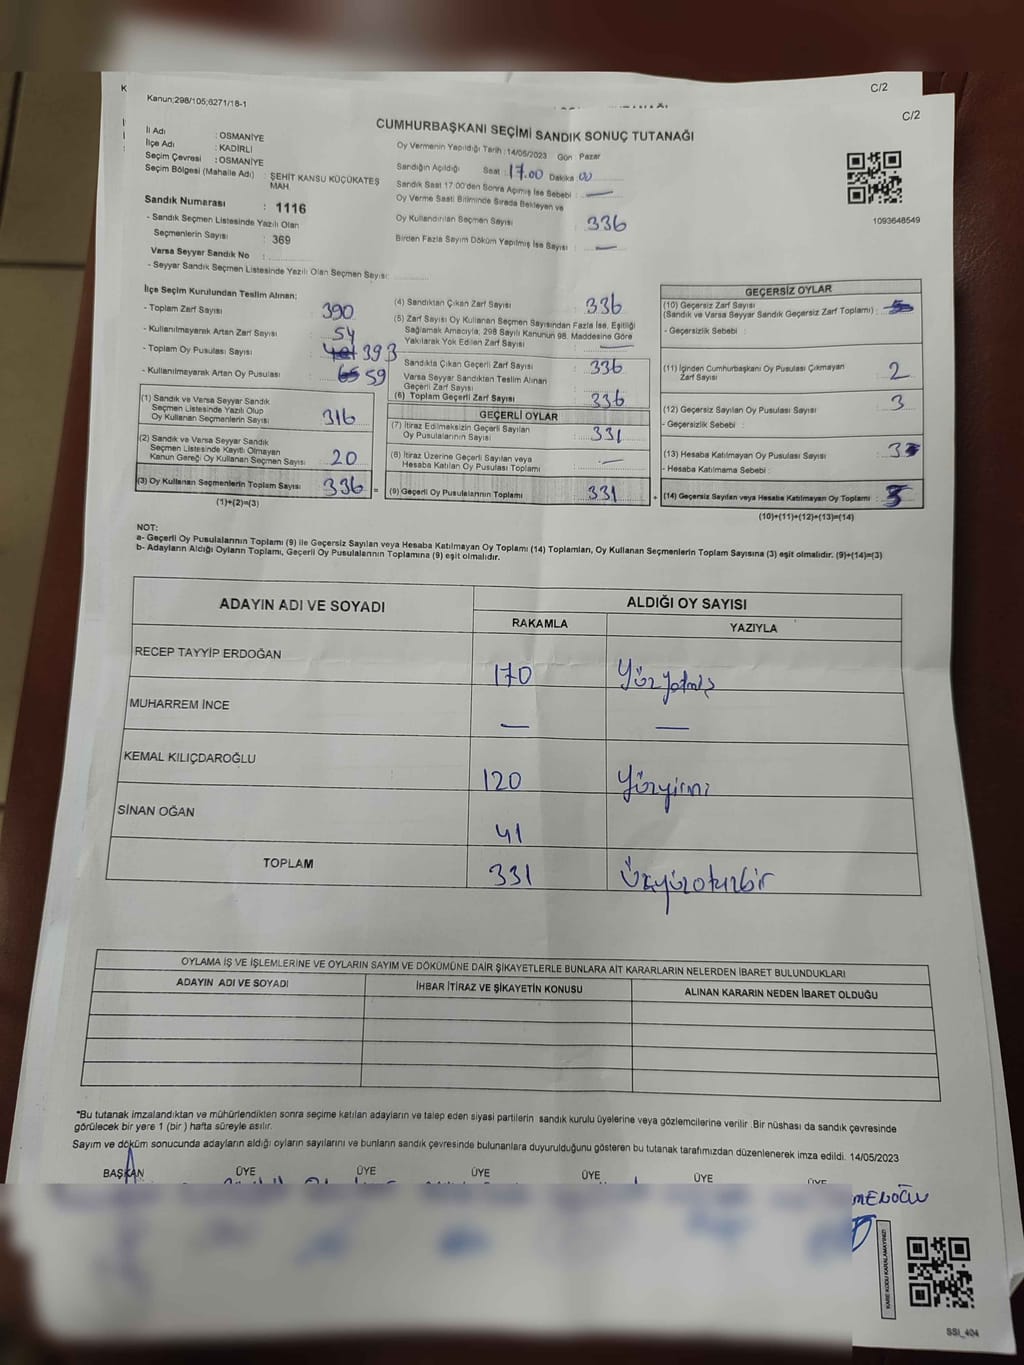 C/2
Kanun;298/105;6271/18-1
C/2
CUMHURBAŞKANI SEÇİMİ SANDIK SONUÇ TUTANAĞI
İl Adı : OSMANİYE
İlçe Adı : KADİRLİ
Seçim Çevresi : OSMANİYE
Seçim Bölgesi (Mahalle Adı) : ŞEHİT KANSU KÜÇÜKATEŞ MAH.
Sandık Numarası : 1116
- Sandık Seçmen Listesinde Yazılı Olan
Seçmenlerin Sayısı : 369
Varsa Seyyar Sandık No :
- Seyyar Sandık Seçmen Listesinde Yazılı Olan Seçmen Sayısı:
Oy Vermenin Yapıldığı Tarih : 14/05/2023 Gün : Pazar
Sandığın Açıldığı Saat : 17.00 Dakika 00
Sandık Saat 17:00'den Sonra Açılmış İse Sebebi : —
Oy Verme Saati Bitiminde Sırada Bekleyen ve
Oy Kullandırılan Seçmen Sayısı : 336
Birden Fazla Sayım Döküm Yapılmış İse Sayısı : —
1093648549
İlçe Seçim Kurulundan Teslim Alınan;
- Toplam Zarf Sayısı : 390
- Kullanılmayarak Artan Zarf Sayısı : 54
- Toplam Oy Pusulası Sayısı : 393
- Kullanılmayarak Artan Oy Pusulası : 59
(1) Sandık ve Varsa Seyyar Sandık
Seçmen Listesinde Yazılı Olup
Oy Kullanan Seçmenlerin Sayısı : 316
(2) Sandık ve Varsa Seyyar Sandık
Seçmen Listesinde Kayıtlı Olmayan
Kanun Gereği Oy Kullanan Seçmen Sayısı : 20
(3) Oy Kullanan Seçmenlerin Toplam Sayısı : 336 =
(1)+(2)=(3)
(4) Sandıktan Çıkan Zarf Sayısı : 336
(5) Zarf Sayısı Oy Kullanan Seçmen Sayısından Fazla İse, Eşitliği
Sağlamak Amacıyla; 298 Sayılı Kanunun 98. Maddesine Göre
Yakılarak Yok Edilen Zarf Sayısı : —
Sandıkta Çıkan Geçerli Zarf Sayısı : 336
Varsa Seyyar Sandıktan Teslim Alınan
Geçerli Zarf Sayısı
(6) Toplam Geçerli Zarf Sayısı : 336
GEÇERLİ OYLAR
(7) İtiraz Edilmeksizin Geçerli Sayılan
Oy Pusulalarının Sayısı : 331
(8) İtiraz Üzerine Geçerli Sayılan veya
Hesaba Katılan Oy Pusulası Toplamı : —
(9) Geçerli Oy Pusulalarının Toplamı : 331 +
GEÇERSİZ OYLAR
(10) Geçersiz Zarf Sayısı
(Sandık ve Varsa Seyyar Sandık Geçersiz Zarf Toplamı) :
- Geçersizlik Sebebi :
(11) İçinden Cumhurbaşkanı Oy Pusulası Çıkmayan
Zarf Sayısı : 2
(12) Geçersiz Sayılan Oy Pusulası Sayısı : 3
- Geçersizlik Sebebi :
(13) Hesaba Katılmayan Oy Pusulası Sayısı :
- Hesaba Katılmama Sebebi :
(14) Geçersiz Sayılan veya Hesaba Katılmayan Oy Toplamı : 5
(10)+(11)+(12)+(13)=(14)
NOT:
a- Geçerli Oy Pusulalarının Toplamı (9) ile Geçersiz Sayılan veya Hesaba Katılmayan Oy Toplamı (14) Toplamları, Oy Kullanan Seçmenlerin Toplam Sayısına (3) eşit olmalıdır. (9)+(14)=(3)
b- Adayların Aldığı Oyların Toplamı, Geçerli Oy Pusulalarının Toplamına (9) eşit olmalıdır.
ADAYIN ADI VE SOYADI ALDIĞI OY SAYISI
RAKAMLA YAZIYLA
RECEP TAYYİP ERDOĞAN 170 Yüzyetmiş
MUHARREM İNCE — —
KEMAL KILIÇDAROĞLU 120 Yüzyirmi
SİNAN OĞAN 41
TOPLAM 331 Üçyüzotuzbir
OYLAMA İŞ VE İŞLEMLERİNE VE OYLARIN SAYIM VE DÖKÜMÜNE DAİR ŞİKAYETLERLE BUNLARA AİT KARARLARIN NELERDEN İBARET BULUNDUKLARI
ADAYIN ADI VE SOYADI İHBAR İTİRAZ VE ŞİKAYETİN KONUSU ALINAN KARARIN NEDEN İBARET OLDUĞU
*Bu tutanak imzalandıktan ve mühürlendikten sonra seçime katılan adayların ve talep eden siyasi partilerin sandık kurulu üyelerine veya gözlemcilerine verilir .Bir nüshası da sandık çevresinde
görülecek bir yere 1 (bir ) hafta süreyle asılır.
Sayım ve döküm sonucunda adayların aldığı oyların sayılarını ve bunların sandık çevresinde bulunanlara duyurulduğunu gösteren bu tutanak tarafımızdan düzenlenerek imza edildi. 14/05/2023
BAŞKAN ÜYE ÜYE ÜYE ÜYE ÜYE ÜYE
KARE KODU KARALAMAYINIZ!
SSI_404